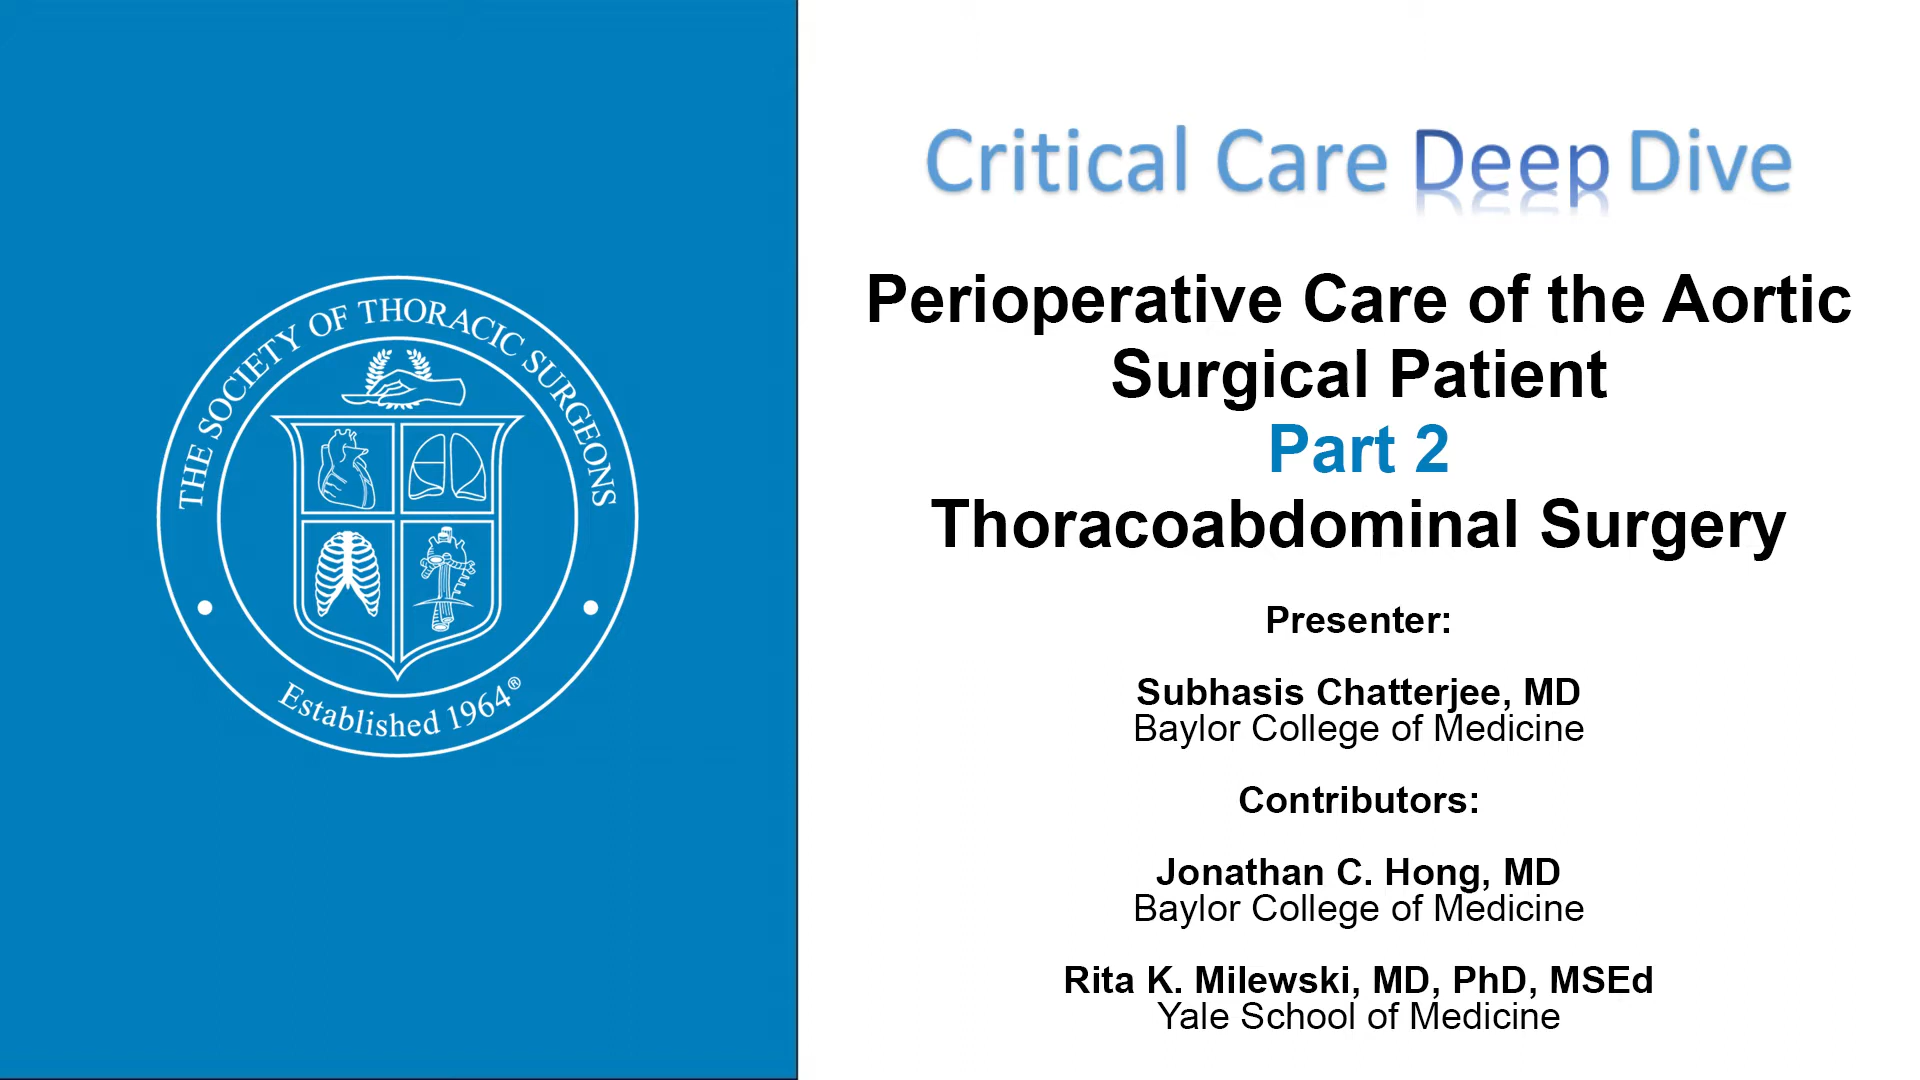 THE SOCIETY OF THORACIC SURGEONS
Established 1964®
Critical Care Deep Dive
Perioperative Care of the Aortic
Surgical Patient
Part 2
Thoracoabdominal Surgery
Presenter:
Subhasis Chatterjee, MD
Baylor College of Medicine
Contributors:
Jonathan C. Hong, MD
Baylor College of Medicine
Rita K. Milewski, MD, PhD, MSEd
Yale School of Medicine